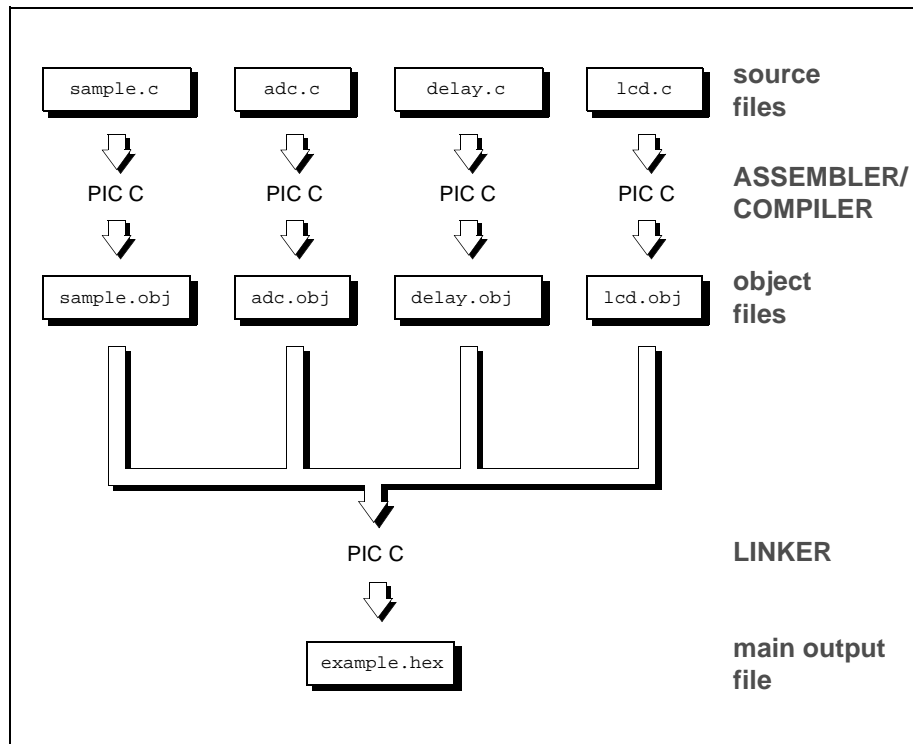 sample.c adc.c delay.c lcd.c
source
files
PIC C PIC C PIC C PIC C
ASSEMBLER/
COMPILER
sample.obj adc.obj delay.obj lcd.obj
object
files
PIC C
LINKER
example.hex
main output
file